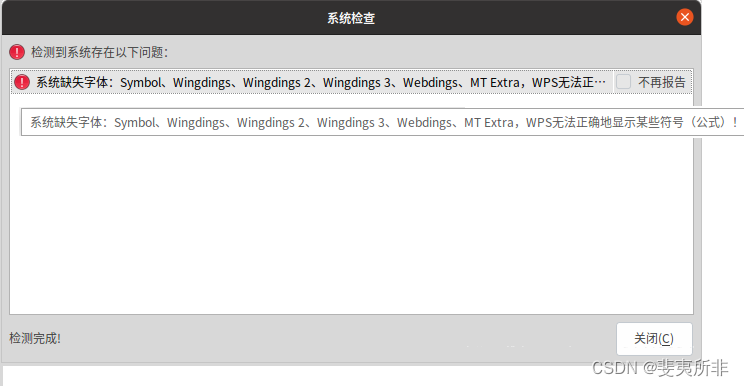 系统检查
检测到系统存在以下问题：
系统缺失字体：Symbol、Wingdings、Wingdings 2、Wingdings 3、Webdings、MT Extra，WPS无法正⋯ 不再报告
系统缺失字体：Symbol、Wingdings、Wingdings 2、Wingdings 3、Webdings、MT Extra，WPS无法正确地显示某些符号（公式）！
检测完成!
关闭(C)
CSDN @斐夷所非